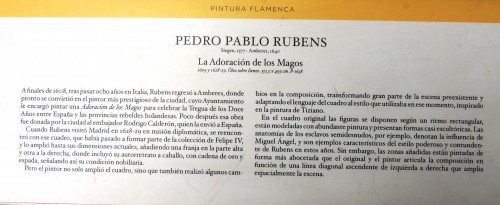 PINTURA FLAMENCA
PEDRO PABLO RUBENS
Siegen, 1577 - Amberes, 1640
La Adoración de los Magos
1609 y 1628-29. Óleo sobre lienzo. 355,5 x 493 cm. P-1638
A finales de 1608, tras pasar ocho años en Italia, Rubens regresó a Amberes, donde
pronto se convirtió en el pintor más prestigioso de la ciudad, cuyo Ayuntamiento
le encargó pintar una Adoración de los Magos para celebrar la Tregua de los Doce
Años entre España y las provincias rebeldes holandesas. Poco después esa obra
fue donada por la ciudad al embajador Rodrigo Calderón, quien la envió a España.
Cuando Rubens visitó Madrid en 1628-29 en misión diplomática, se reencon-
tró con ese cuadro, que había pasado a formar parte de la colección de Felipe IV,
y lo amplió hasta sus dimensiones actuales, añadiendo una franja en la parte alta
y otra a la derecha, donde incluyó su autorretrato a caballo, con cadena de oro y
espada, señalando así su condición nobiliaria.
Pero el pintor no solo amplió el cuadro, sino que también realizó algunos cam-
bios en la composición, transformando gran parte de la escena preexistente y
adaptando el lenguaje del cuadro al estilo que utilizaba en ese momento, inspirado
en la pintura de Tiziano.
En el cuadro original las figuras se disponen según un ritmo rectangular,
están modeladas con abundante pintura y presentan formas casi escultóricas. Las
anatomías de los esclavos semidesnudos, por ejemplo, denotan la influencia de
Miguel Ángel, y son ejemplos característicos del estilo poderoso y contunden-
te de Rubens en estos años. Sin embargo, las zonas añadidas están pintadas de
forma más abocetada que el original y el pintor articula la composición en
función de una línea diagonal ascendente de izquierda a derecha que amplía
espacialmente la escena.